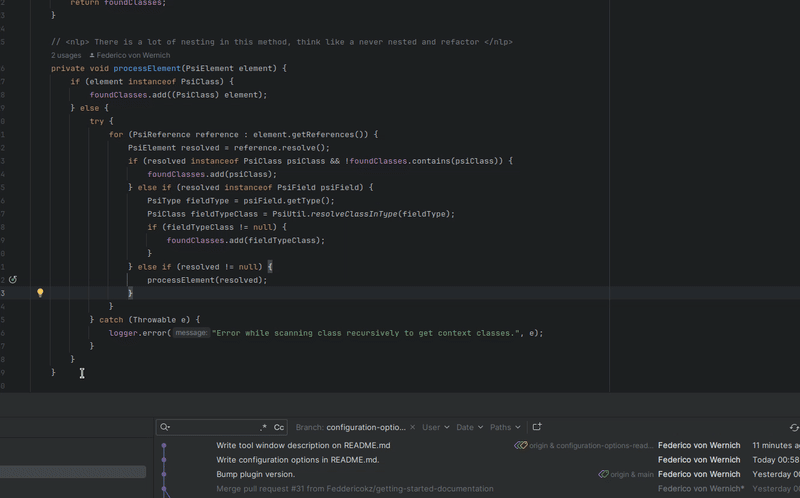 2 return foundClasses;
3 }
4
5 // <nlp> There is a lot of nesting in this method, think like a never nested and refactor </nlp>
2 usages Federico von Wernich
6 private void processElement(PsiElement element) {
7 if (element instanceof PsiClass) {
8 foundClasses.add((PsiClass) element);
9 } else {
0 try {
1 for (PsiReference reference : element.getReferences()) {
2 PsiElement resolved = reference.resolve();
3 if (resolved instanceof PsiClass psiClass && !foundClasses.contains(psiClass)) {
4 foundClasses.add(psiClass);
5 } else if (resolved instanceof PsiField psiField) {
6 PsiType fieldType = psiField.getType();
7 PsiClass fieldTypeClass = PsiUtil.resolveClassInType(fieldType);
8 if (fieldTypeClass != null) {
9 foundClasses.add(fieldTypeClass);
0 }
1 } else if (resolved != null) {
2 processElement(resolved);
3 }
4 }
5 } catch (Throwable e) {
6 logger.error( message: "Error while scanning class recursively to get context classes.", e);
7 }
8 }
9 }
0
.* Cc Branch: configuration-optio... × User Date Paths
Write tool window description on README.md origin & configuration-options-read... Federico von Wernich 11 minutes a
Write configuration options in README.md. Federico von Wernich Today 00:58
Bump plugin version. origin & main Federico von Wernich Yesterday
Merge pull request #31 from Feddericokz/getting-started-documentation Federico von Wernich* Yesterday